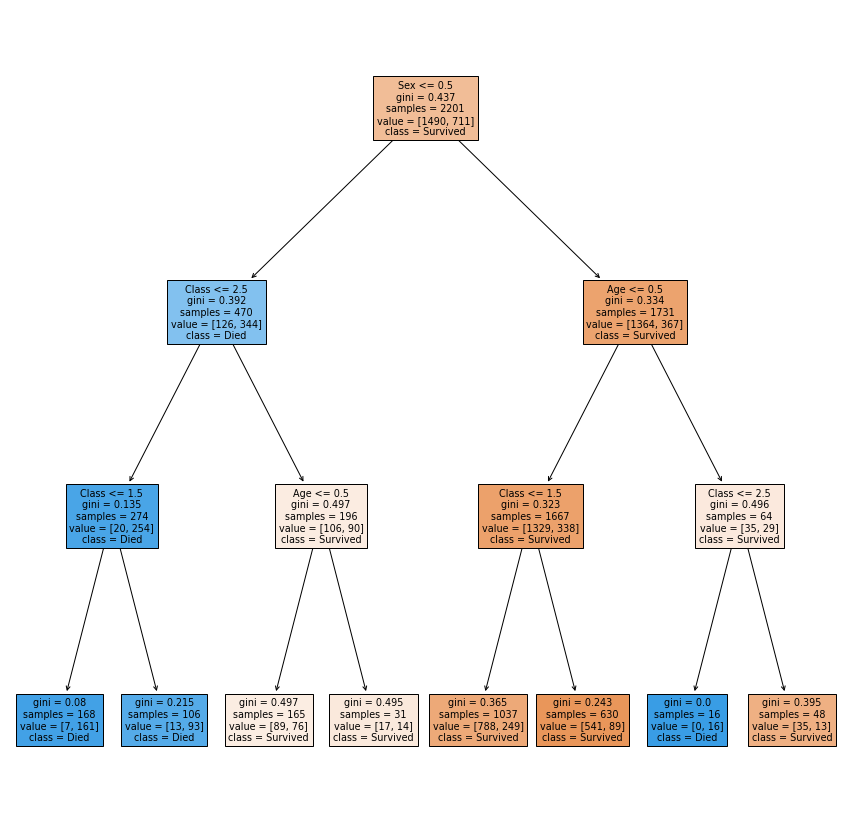 Sex <= 0.5
gini = 0.437
samples = 2201
value = [1490, 711]
class = Survived
Class <= 2.5
gini = 0.392
samples = 470
value = [126, 344]
class = Died
Age <= 0.5
gini = 0.334
samples = 1731
value = [1364, 367]
class = Survived
Class <= 1.5
gini = 0.135
samples = 274
value = [20, 254]
class = Died
Age <= 0.5
gini = 0.497
samples = 196
value = [106, 90]
class = Survived
Class <= 1.5
gini = 0.323
samples = 1667
value = [1329, 338]
class = Survived
Class <= 2.5
gini = 0.496
samples = 64
value = [35, 29]
class = Survived
gini = 0.08
samples = 168
value = [7, 161]
class = Died
gini = 0.215
samples = 106
value = [13, 93]
class = Died
gini = 0.497
samples = 165
value = [89, 76]
class = Survived
gini = 0.495
samples = 31
value = [17, 14]
class = Survived
gini = 0.365
samples = 1037
value = [788, 249]
class = Survived
gini = 0.243
samples = 630
value = [541, 89]
class = Survived
gini = 0.0
samples = 16
value = [0, 16]
class = Died
gini = 0.395
samples = 48
value = [35, 13]
class = Survived